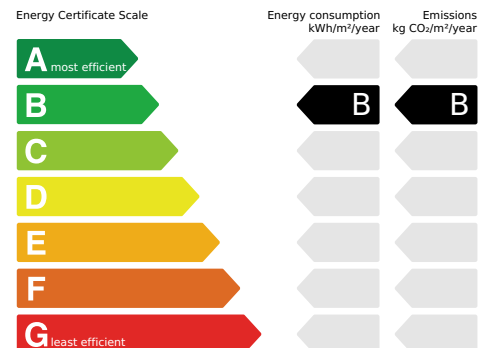 Energy Certificate Scale
Energy consumption
kWh/m²/year
Emissions
kg CO₂/m²/year
A most efficient
B
B
B
C
D
E
F
G least efficient